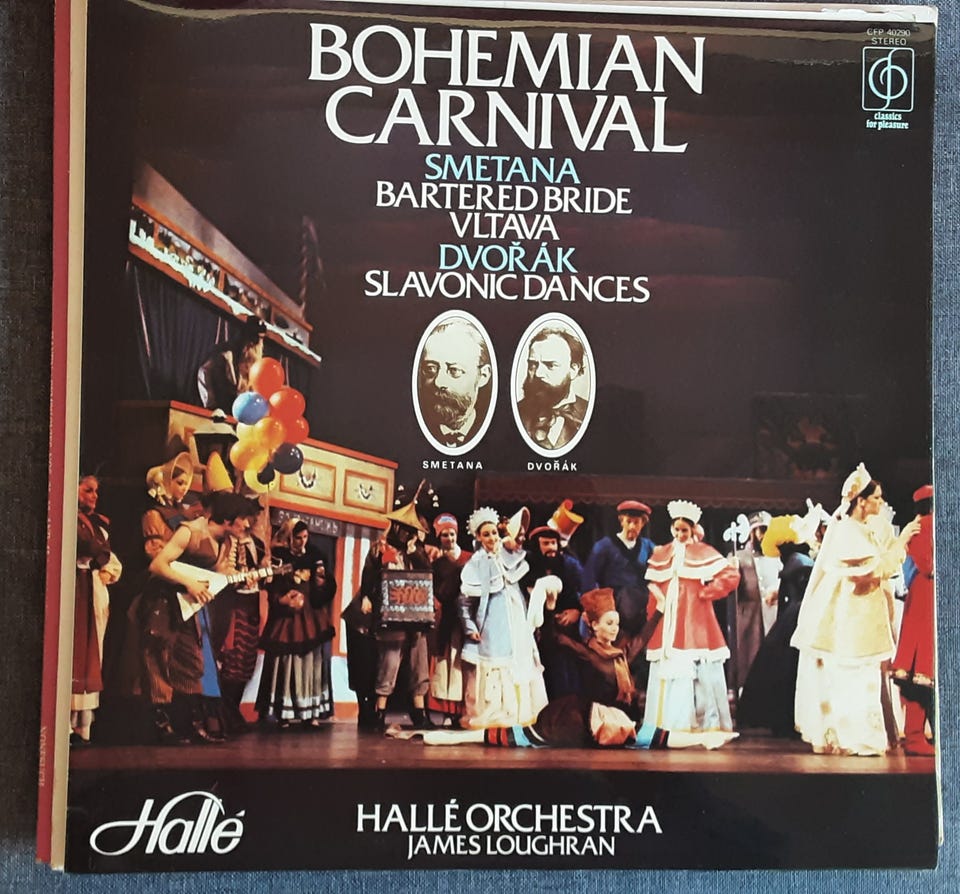 BOHEMIAN
CARNIVAL
SMETANA
BARTERED BRIDE
VLTAVA
DVOŘÁK
SLAVONIC DANCES
CFP 40290
STEREO
classics
for pleasure
SMETANA
DVOŘÁK
Hallé
HALLÉ ORCHESTRA
JAMES LOUGHRAN